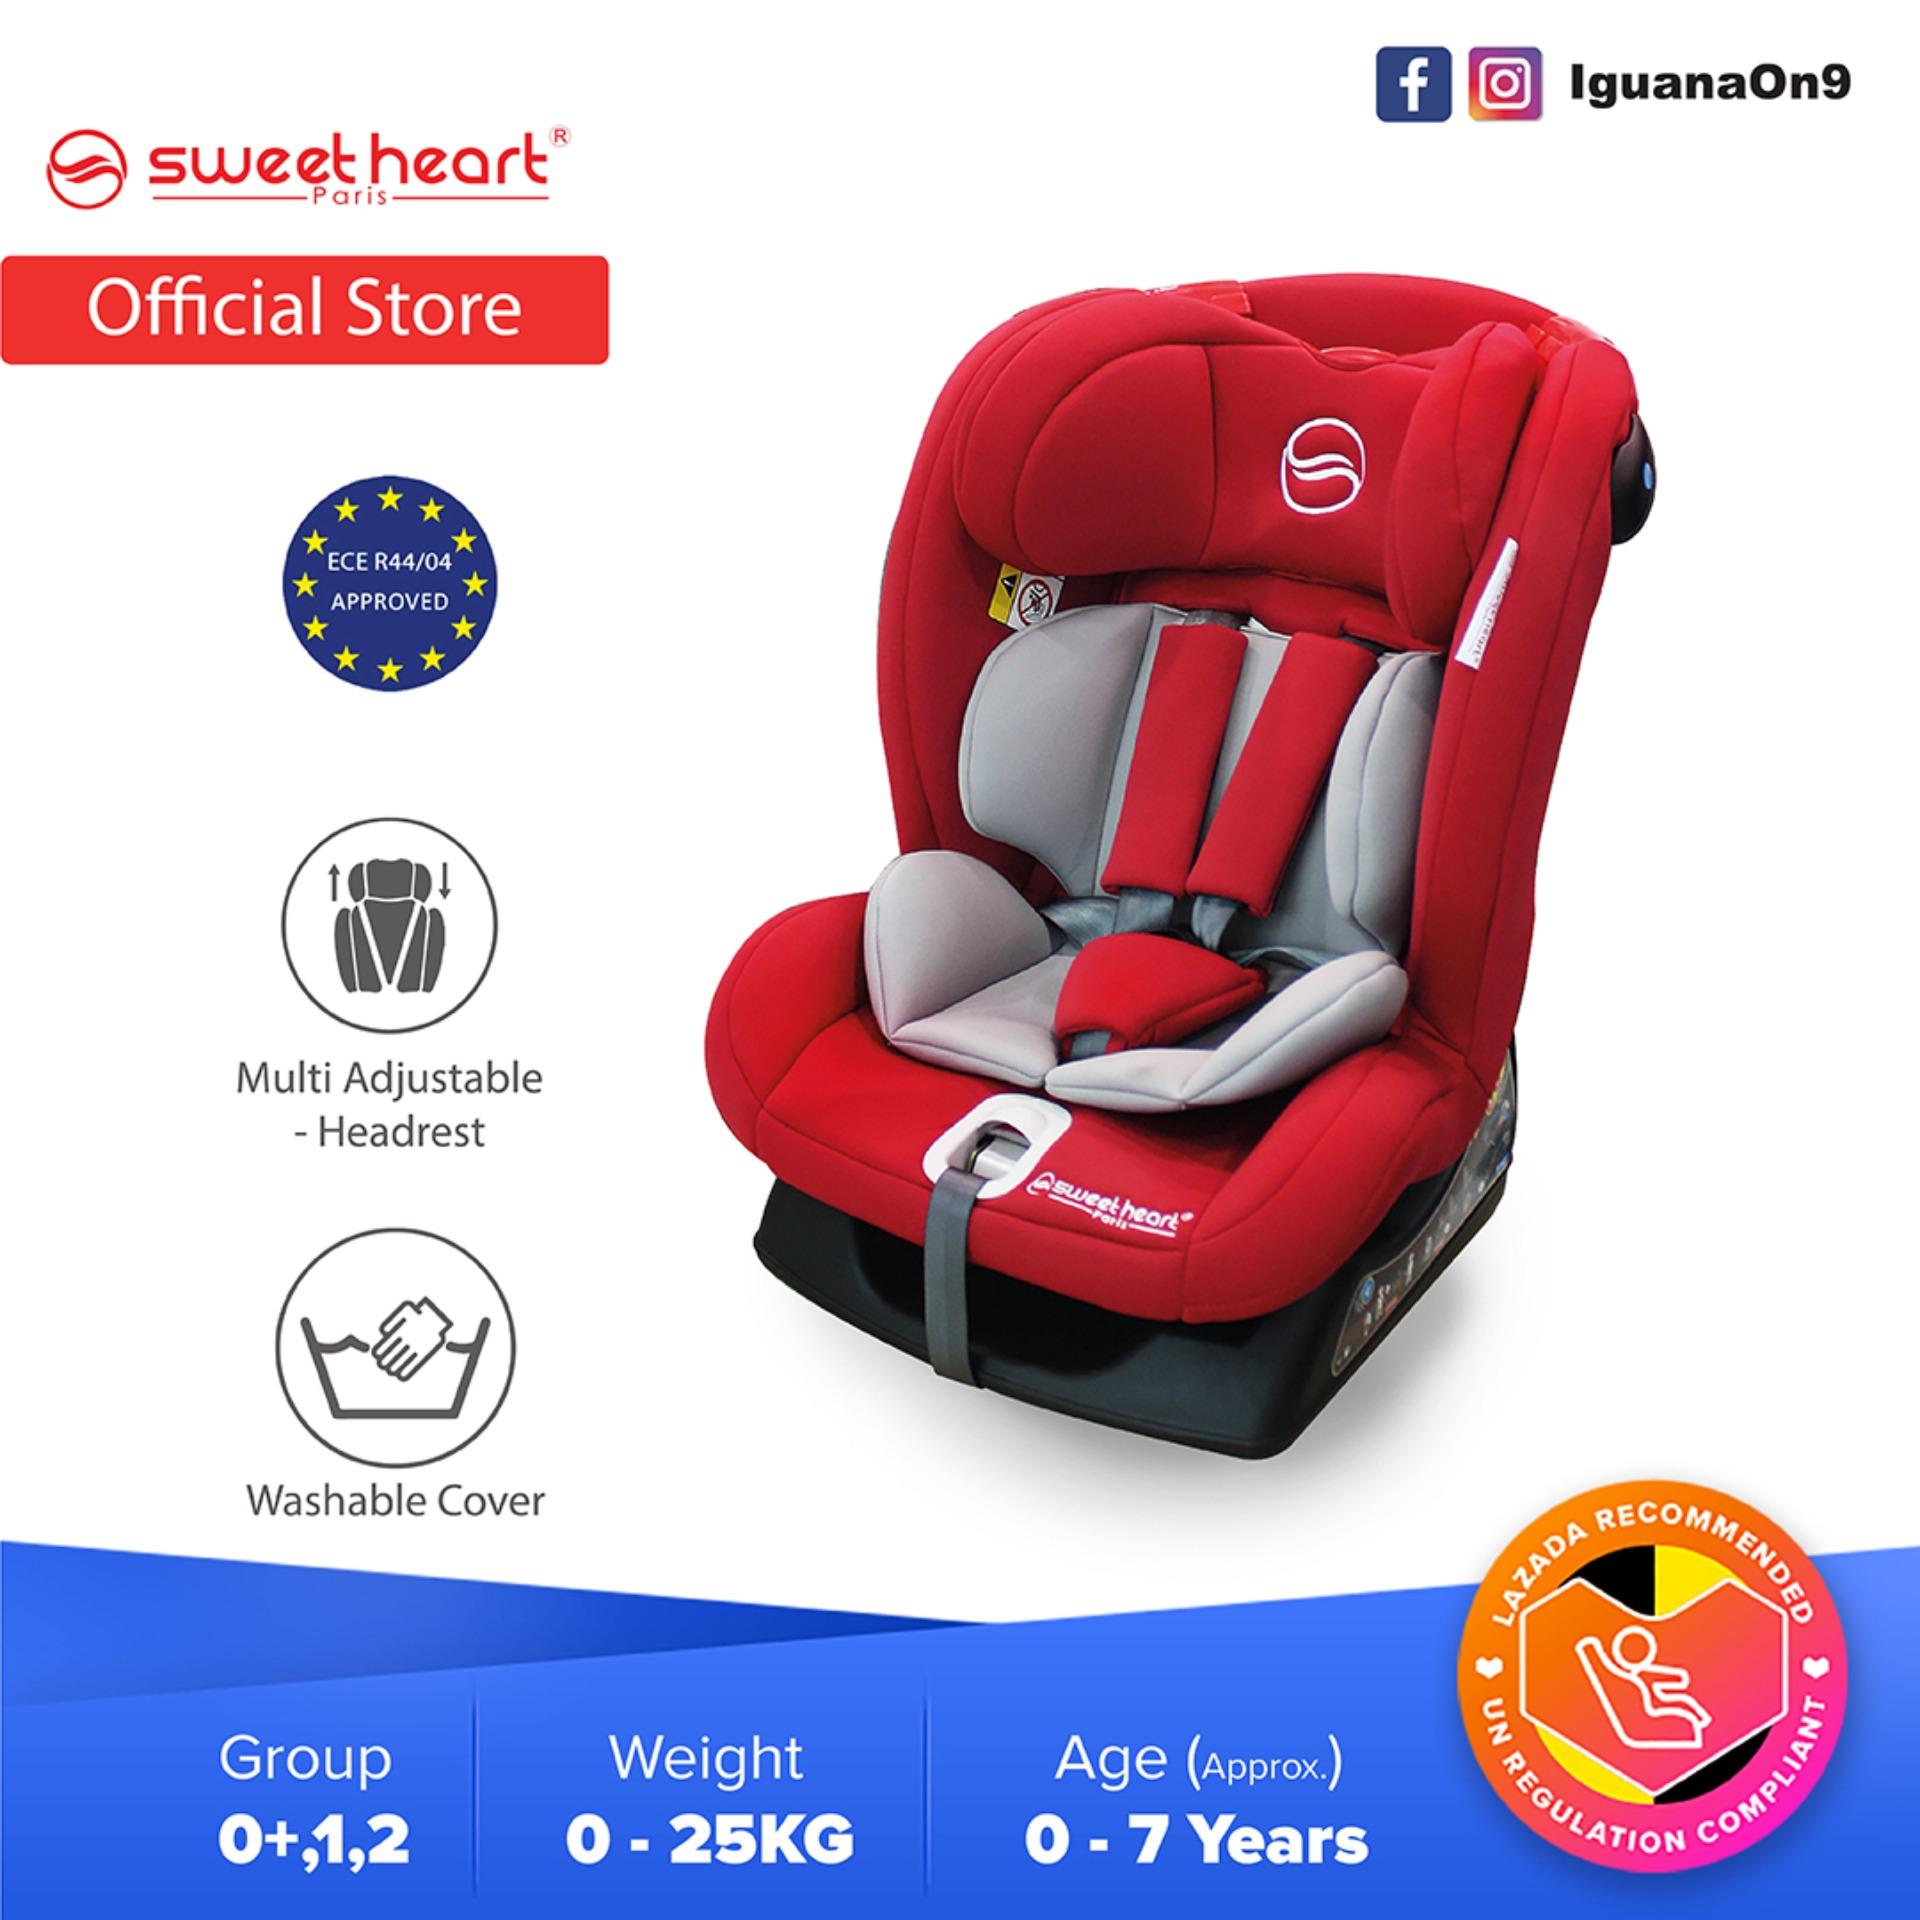 IguanaOn9
sweet heart®
Paris
Official Store
ECE R44/04
APPROVED
Multi Adjustable
- Headrest
Washable Cover
sweet heart
Paris
LAZADA RECOMMENDED
UN REGULATION COMPLIANT
Group
0+,1,2
Weight
0 - 25KG
Age (Approx.)
0 - 7 Years